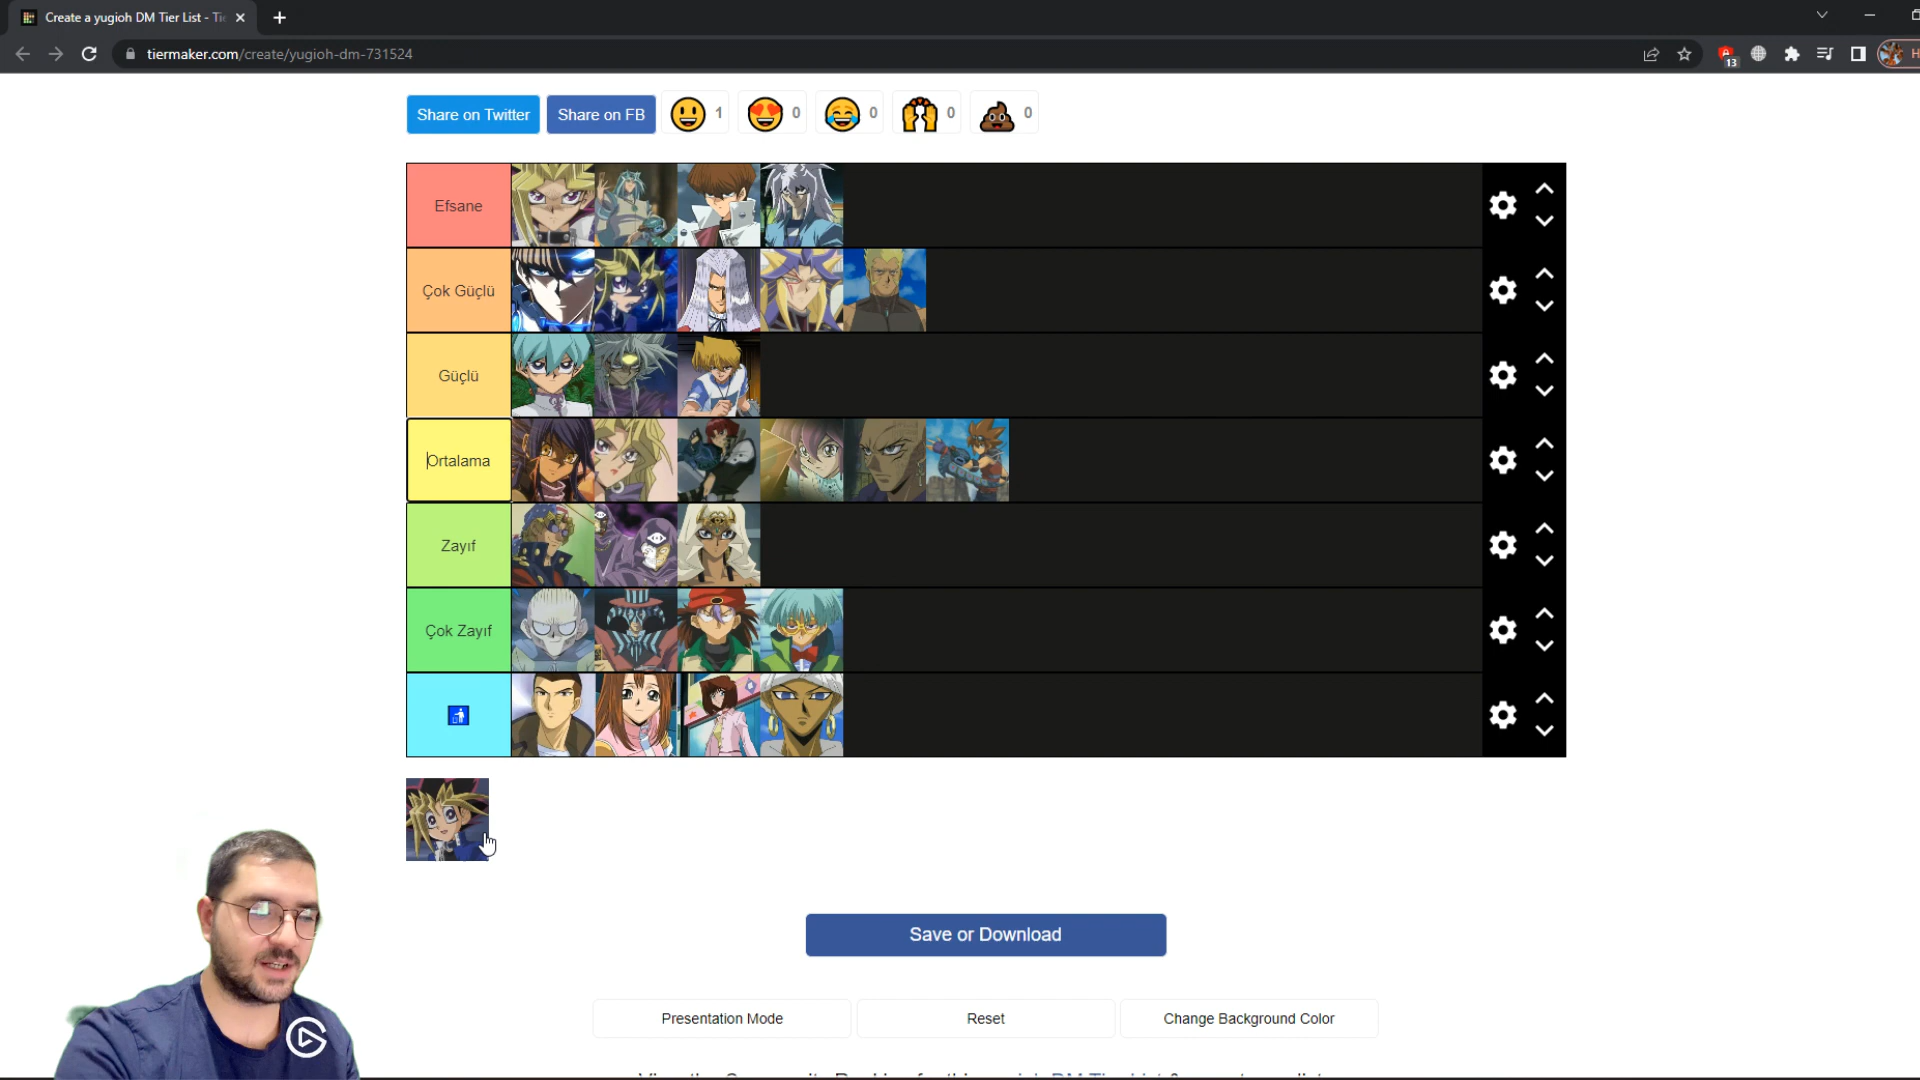 Create a yugioh DM Tier List - Tie
tiermaker.com/create/yugioh-dm-731524
13
H
Share on Twitter
Share on FB
1
0
0
0
0
Efsane
Çok Güçlü
Güçlü
Ortalama
Zayıf
Çok Zayıf
Save or Download
Presentation Mode
Reset
Change Background Color